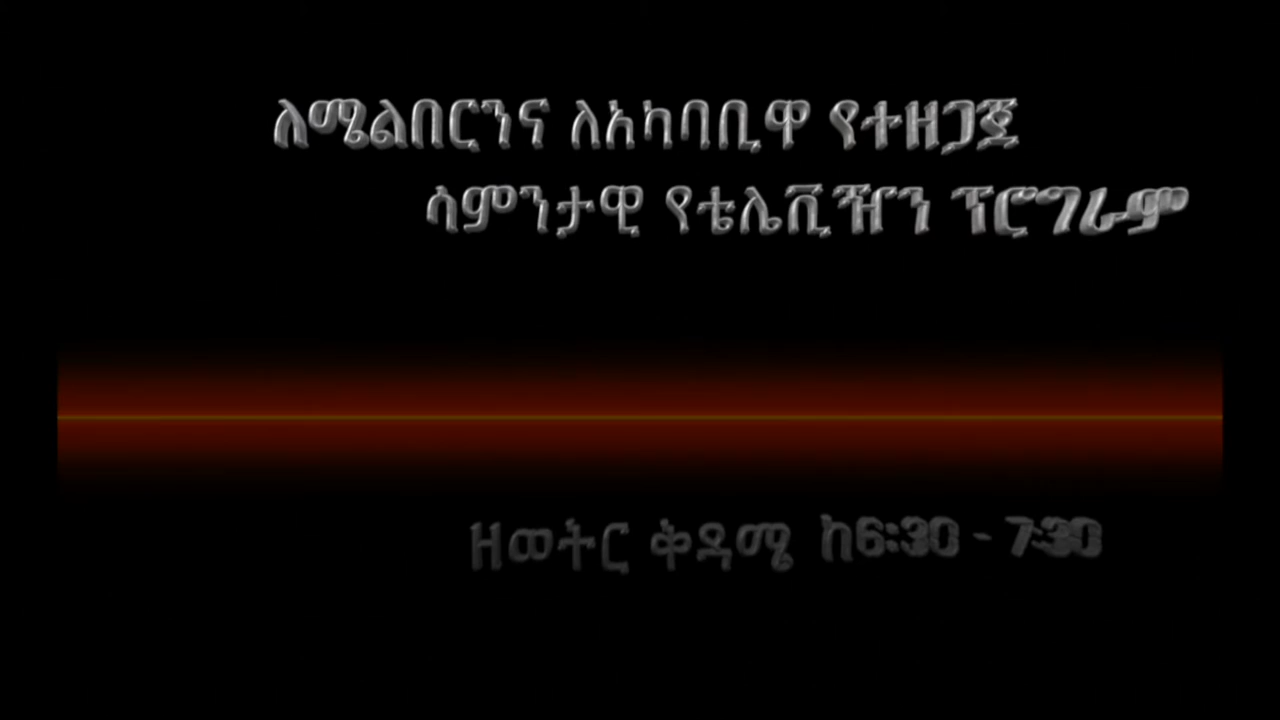 ለሜልበርንና ለአካባቢዋ የተዘጋጀ
ሳምንታዊ የቴሌቪዥን ፕሮግራም
ዘወትር ቅዳሜ ከ6:30 - 7:30